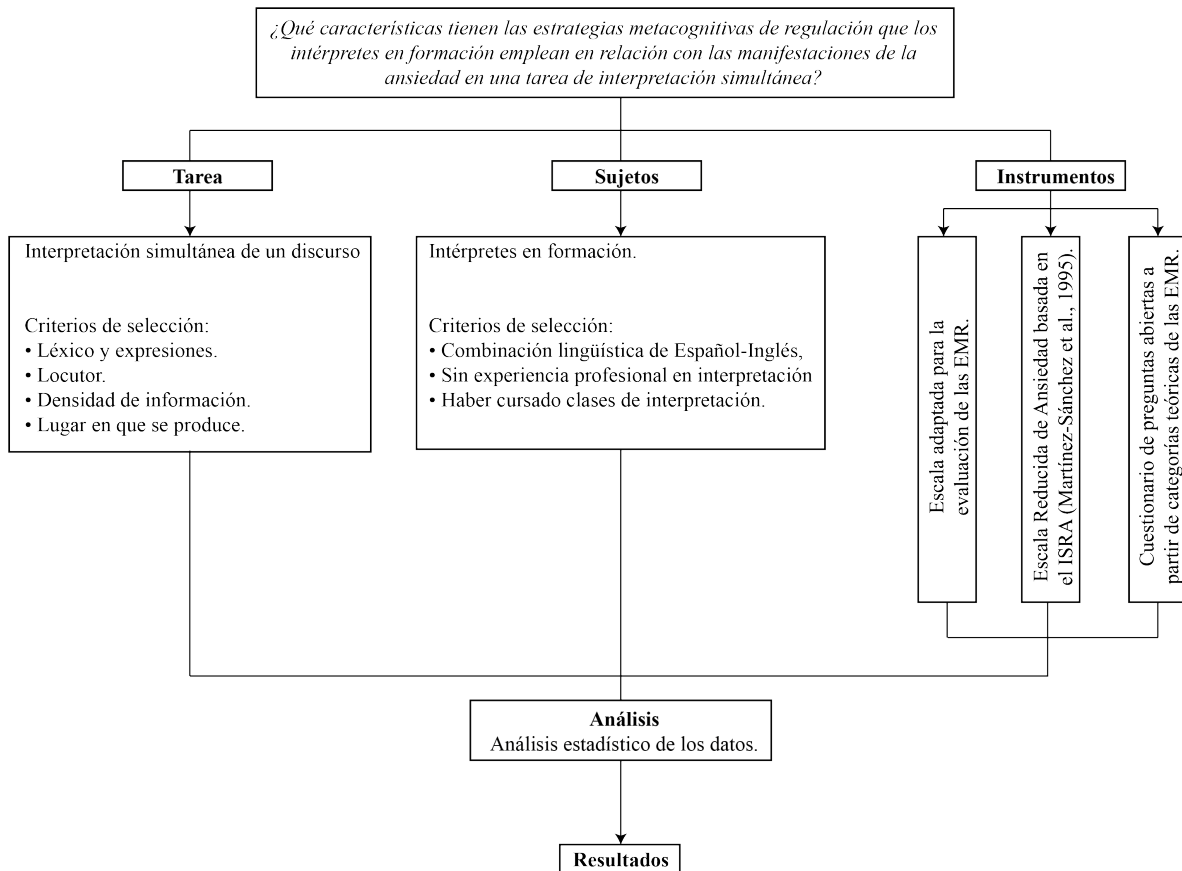 ¿Qué características tienen las estrategias metacognitivas de regulación que los
intérpretes en formación emplean en relación con las manifestaciones de la
ansiedad en una tarea de interpretación simultánea?
Tarea
Sujetos
Instrumentos
Interpretación simultánea de un discurso
Criterios de selección:
• Léxico y expresiones.
• Locutor.
• Densidad de información.
• Lugar en que se produce.
Intérpretes en formación.
Criterios de selección:
• Combinación lingüística de Español-Inglés,
• Sin experiencia profesional en interpretación
• Haber cursado clases de interpretación.
Escala adaptada para la
evaluación de las EMR.
Escala Reducida de Ansiedad basada en
el ISRA (Martínez-Sánchez et al., 1995).
Cuestionario de preguntas abiertas a
partir de categorías teóricas de las EMR.
Análisis
Análisis estadístico de los datos.
Resultados